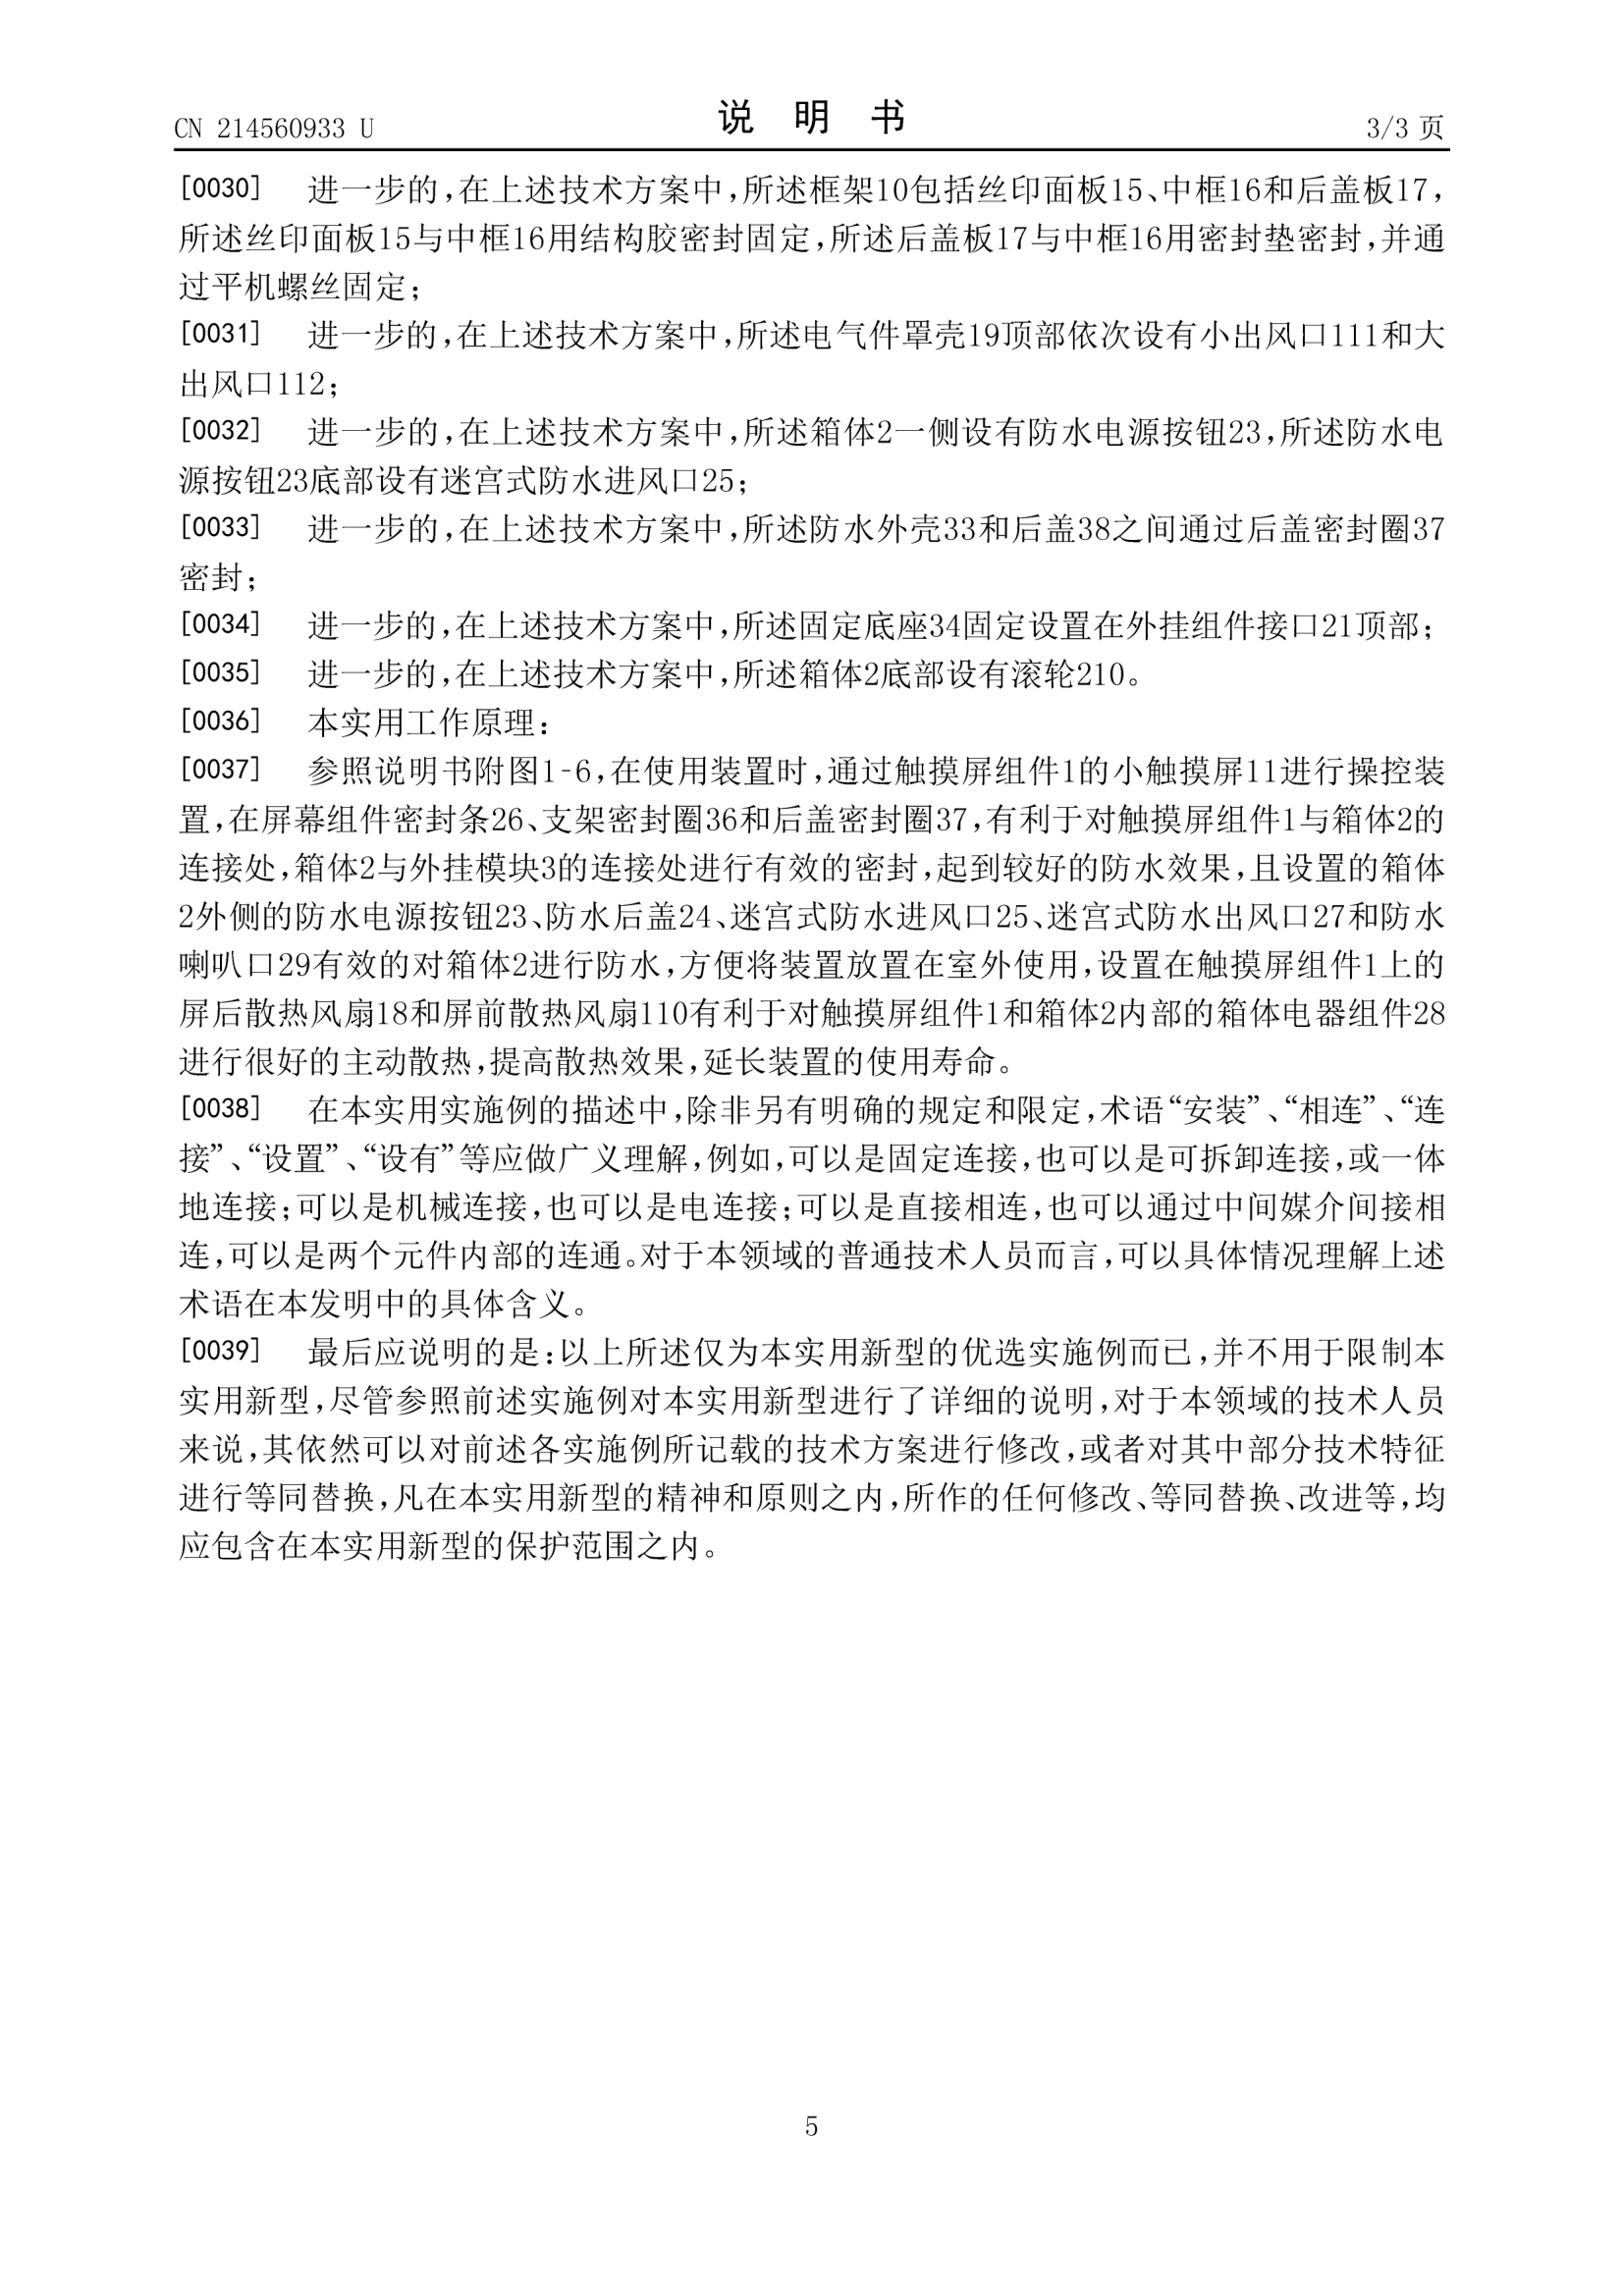 CN 214560933 U
说 明 书
3/3 页
[0030] 进一步的,在上述技术方案中,所述框架10包括丝印面板15、中框16和后盖板17,
所述丝印面板15与中框16用结构胶密封固定,所述后盖板17与中框16用密封垫密封,并通
过平机螺丝固定;
[0031] 进一步的,在上述技术方案中,所述电气件罩壳19顶部依次设有小出风口111和大
出风口112;
[0032] 进一步的,在上述技术方案中,所述箱体2一侧设有防水电源按钮23,所述防水电
源按钮23底部设有迷宫式防水进风口25;
[0033] 进一步的,在上述技术方案中,所述防水外壳33和后盖38之间通过后盖密封圈37
密封;
[0034] 进一步的,在上述技术方案中,所述固定底座34固定设置在外挂组件接口21顶部;
[0035] 进一步的,在上述技术方案中,所述箱体2底部设有滚轮210。
[0036] 本实用工作原理:
[0037] 参照说明书附图1-6,在使用装置时,通过触摸屏组件1的小触摸屏11进行操控装
置,在屏幕组件密封条26、支架密封圈36和后盖密封圈37,有利于对触摸屏组件1与箱体2的
连接处,箱体2与外挂模块3的连接处进行有效的密封,起到较好的防水效果,且设置的箱体
2外侧的防水电源按钮23、防水后盖24、迷宫式防水进风口25、迷宫式防水出风口27和防水
喇叭口29有效的对箱体2进行防水,方便将装置放置在室外使用,设置在触摸屏组件1上的
屏后散热风扇18和屏前散热风扇110有利于对触摸屏组件1和箱体2内部的箱体电器组件28
进行很好的主动散热,提高散热效果,延长装置的使用寿命。
[0038] 在本实用实施例的描述中,除非另有明确的规定和限定,术语“安装”、“相连”、“连
接”、“设置”、“设有”等应做广义理解,例如,可以是固定连接,也可以是可拆卸连接,或一体
地连接;可以是机械连接,也可以是电连接;可以是直接相连,也可以通过中间媒介间接相
连,可以是两个元件内部的连通。对于本领域的普通技术人员而言,可以具体情况理解上述
术语在本发明中的具体含义。
[0039] 最后应说明的是:以上所述仅为本实用新型的优选实施例而已,并不用于限制本
实用新型,尽管参照前述实施例对本实用新型进行了详细的说明,对于本领域的技术人员
来说,其依然可以对前述各实施例所记载的技术方案进行修改,或者对其中部分技术特征
进行等同替换,凡在本实用新型的精神和原则之内,所作的任何修改、等同替换、改进等,均
应包含在本实用新型的保护范围之内。
5